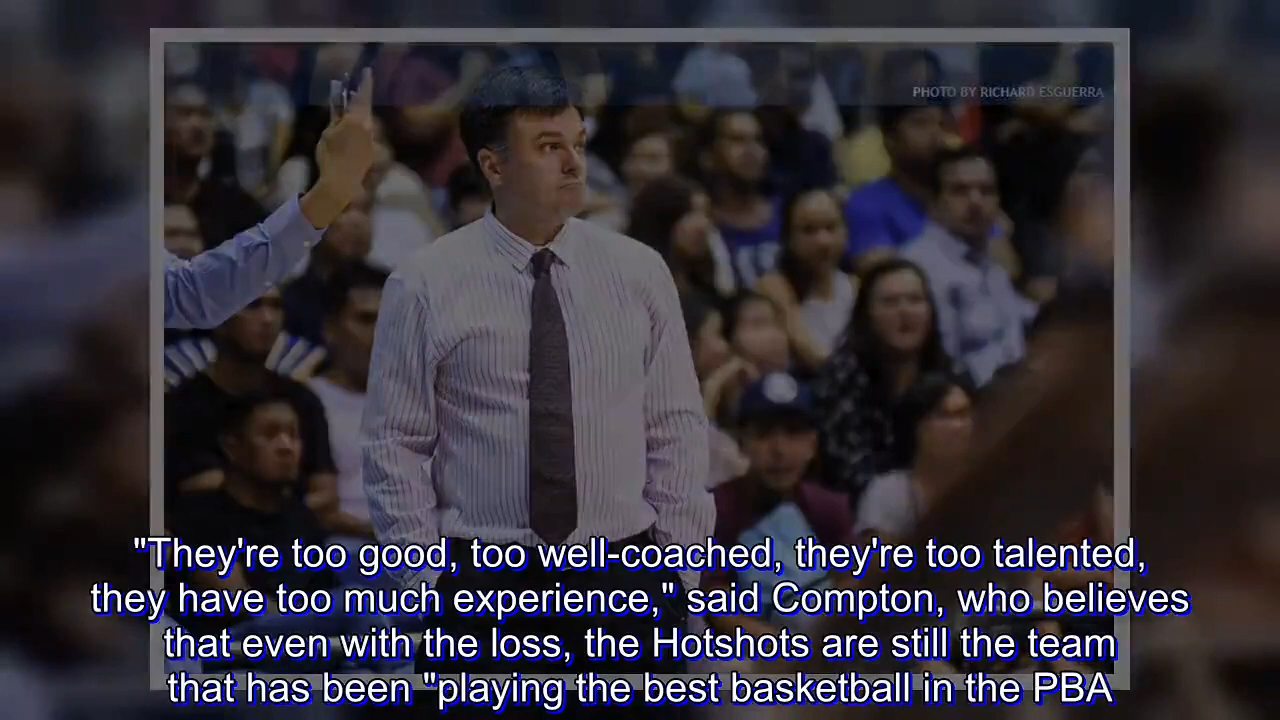 PHOTO BY RICHARD ESGUERRA
"They're too good, too well-coached, they're too talented,
they have too much experience," said Compton, who believes
that even with the loss, the Hotshots are still the team
that has been "playing the best basketball in the PBA